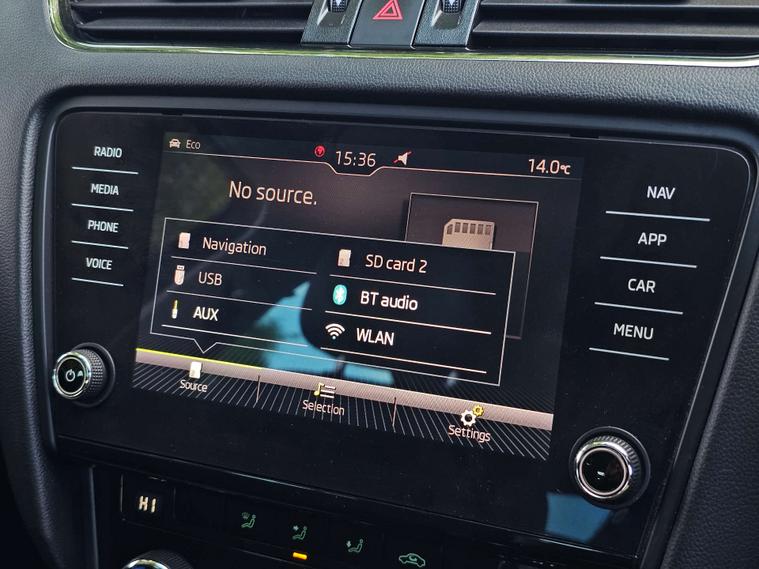 RADIO
MEDIA
PHONE
VOICE
Eco
15:36
14.0°C
No source.
Navigation
SD card 2
USB
BT audio
AUX
WLAN
Source
Selection
Settings
NAV
APP
CAR
MENU
HI